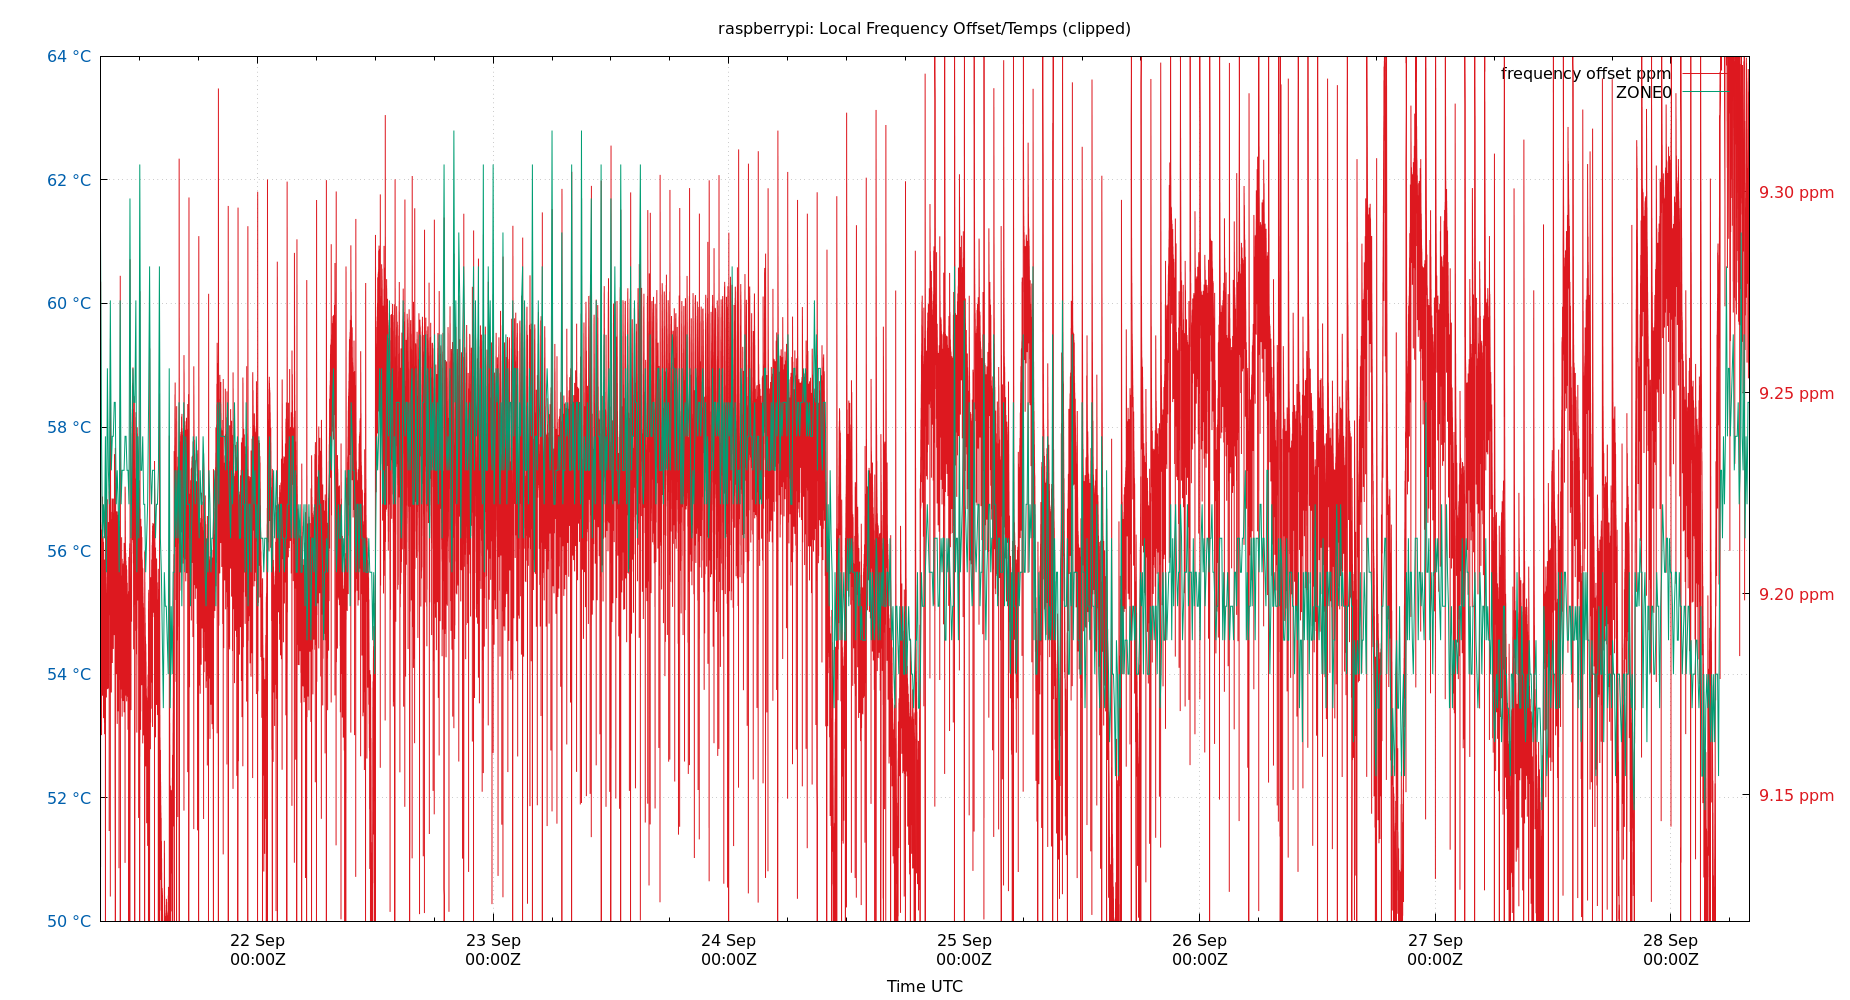 raspberrypi: Local Frequency Offset/Temps (clipped)
64 °C
62 °C
60 °C
58 °C
56 °C
54 °C
52 °C
50 °C
frequency offset ppm
ZONE0
9.30 ppm
9.25 ppm
9.20 ppm
9.15 ppm
22 Sep
00:00Z
23 Sep
00:00Z
24 Sep
00:00Z
25 Sep
00:00Z
26 Sep
00:00Z
27 Sep
00:00Z
28 Sep
00:00Z
Time UTC